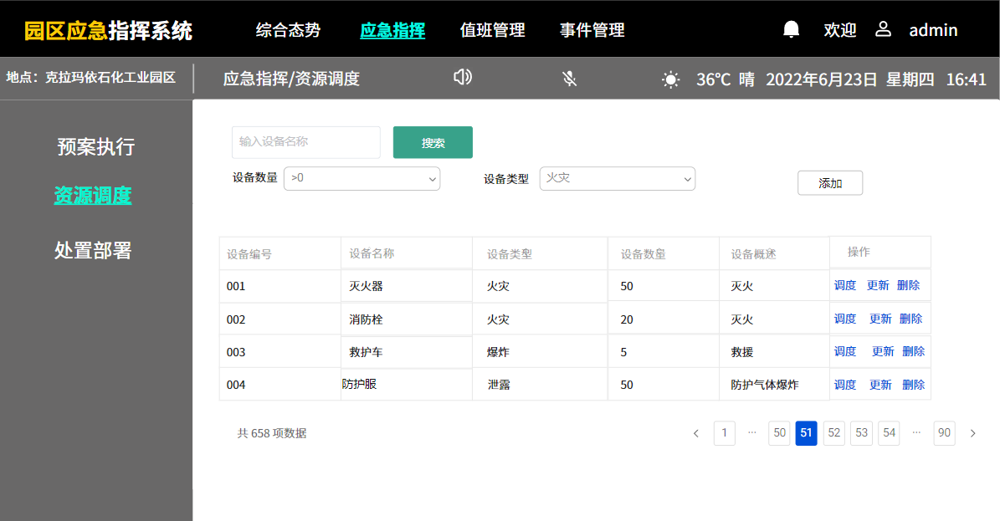 园区应急指挥系统 综合态势 应急指挥 值班管理 事件管理 欢迎 admin
地点：克拉玛依石化工业园区 应急指挥/资源调度 36℃ 晴 2022年6月23日 星期四 16:41
预案执行
资源调度
处置部署
输入设备名称 搜索
设备数量 >0 设备类型 火灾 添加
设备编号 设备名称 设备类型 设备数量 设备概述 操作
001 灭火器 火灾 50 灭火 调度 更新 删除
002 消防栓 火灾 20 灭火 调度 更新 删除
003 救护车 爆炸 5 救援 调度 更新 删除
004 防护服 泄露 50 防护气体爆炸 调度 更新 删除
共 658 项数据 < 1 ··· 50 51 52 53 54 ··· 90 >